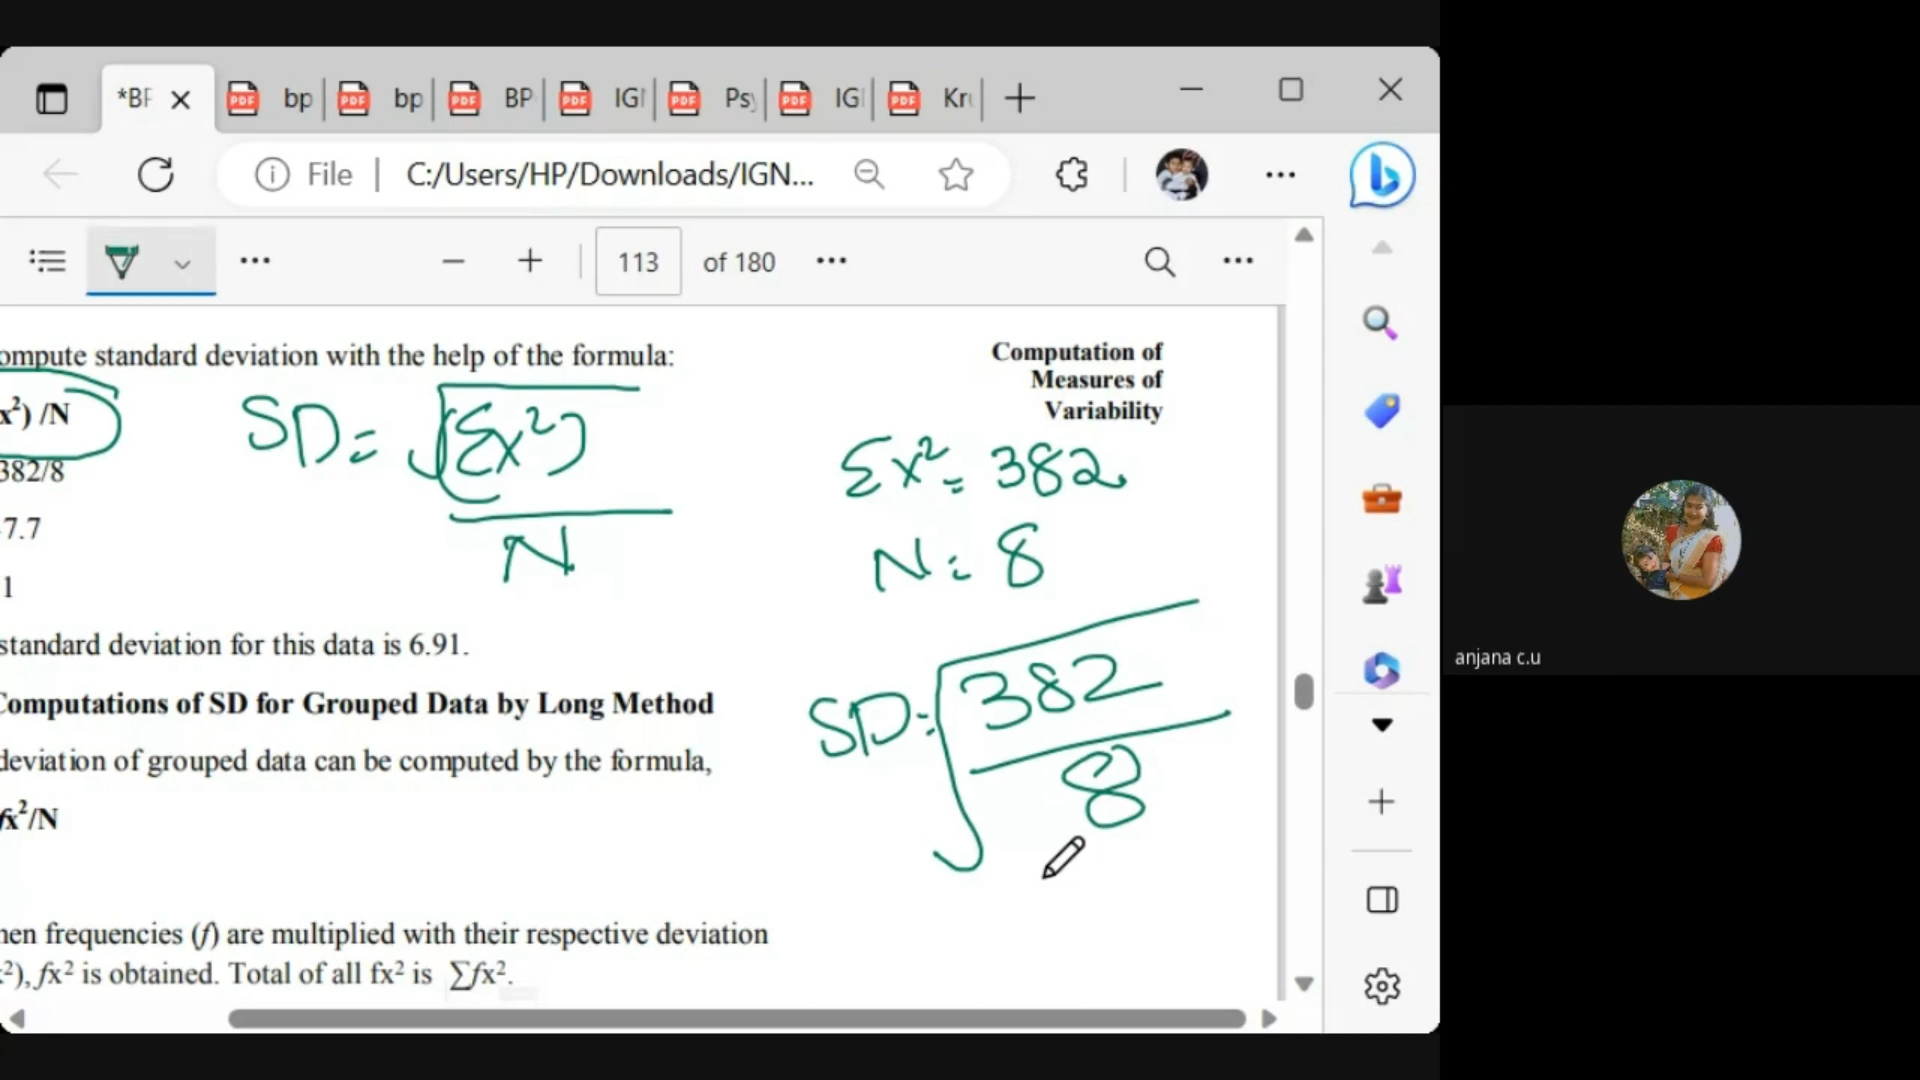 *BF
bp
bp
BP
IGI
Psy
IG
Kr
File | C:/Users/HP/Downloads/IGN...
113 of 180
ompute standard deviation with the help of the formula:
Computation of
Measures of
Variability
x²) /N
SD = √(Σx²)
N
382/8
Σx² = 382
7.7
N = 8
1
standard deviation for this data is 6.91.
SD = √382
8
Computations of SD for Grouped Data by Long Method
deviation of grouped data can be computed by the formula,
fx²/N
anjana c.u
hen frequencies (f) are multiplied with their respective deviation
²), fx² is obtained. Total of all fx² is ∑fx².